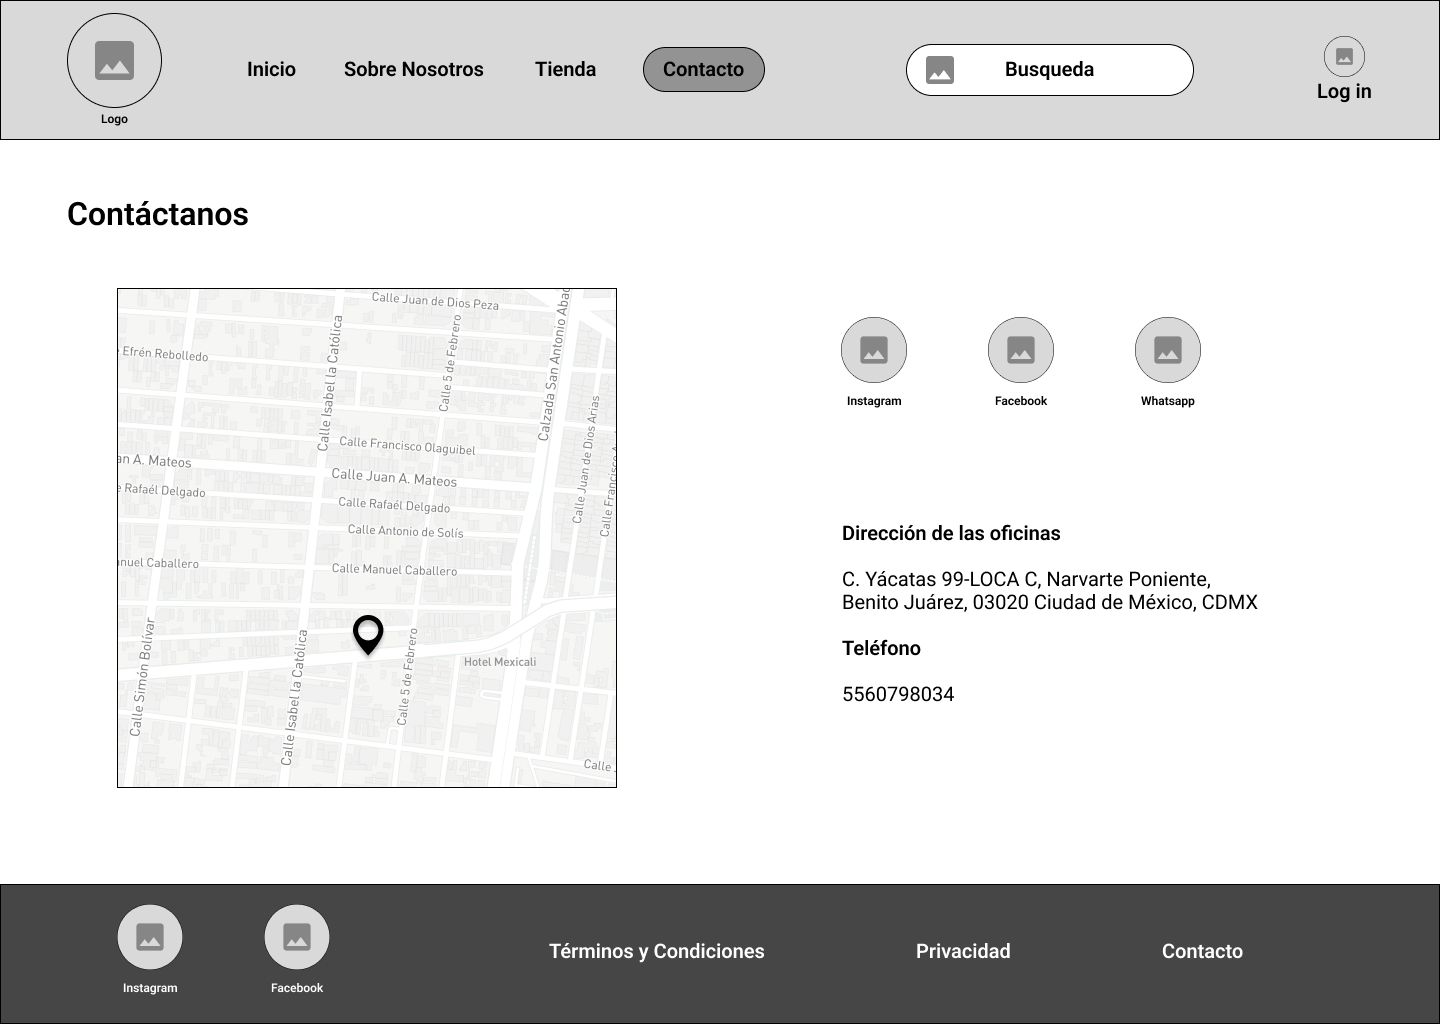 Logo
Inicio
Sobre Nosotros
Tienda
Contacto
Busqueda
Log in
Contáctanos
Calle Juan de Dios Peza
Efrén Rebolledo
Calle Isabel la Católica
Calle 5 de Febrero
Calzada San Antonio Abad
Calle Juan de Dios Arias
Calle Francisco A
Calle Francisco Olaguibel
an A. Mateos
Calle Juan A. Mateos
e Rafaél Delgado
Calle Rafaél Delgado
Calle Antonio de Solís
nuel Caballero
Calle Manuel Caballero
Calle Simón Bolívar
Calle Isabel la Católica
Calle 5 de Febrero
Hotel Mexicali
Calle
Instagram
Facebook
Whatsapp
Dirección de las oficinas
C. Yácatas 99-LOCA C, Narvarte Poniente,
Benito Juárez, 03020 Ciudad de México, CDMX
Teléfono
5560798034
Instagram
Facebook
Términos y Condiciones
Privacidad
Contacto